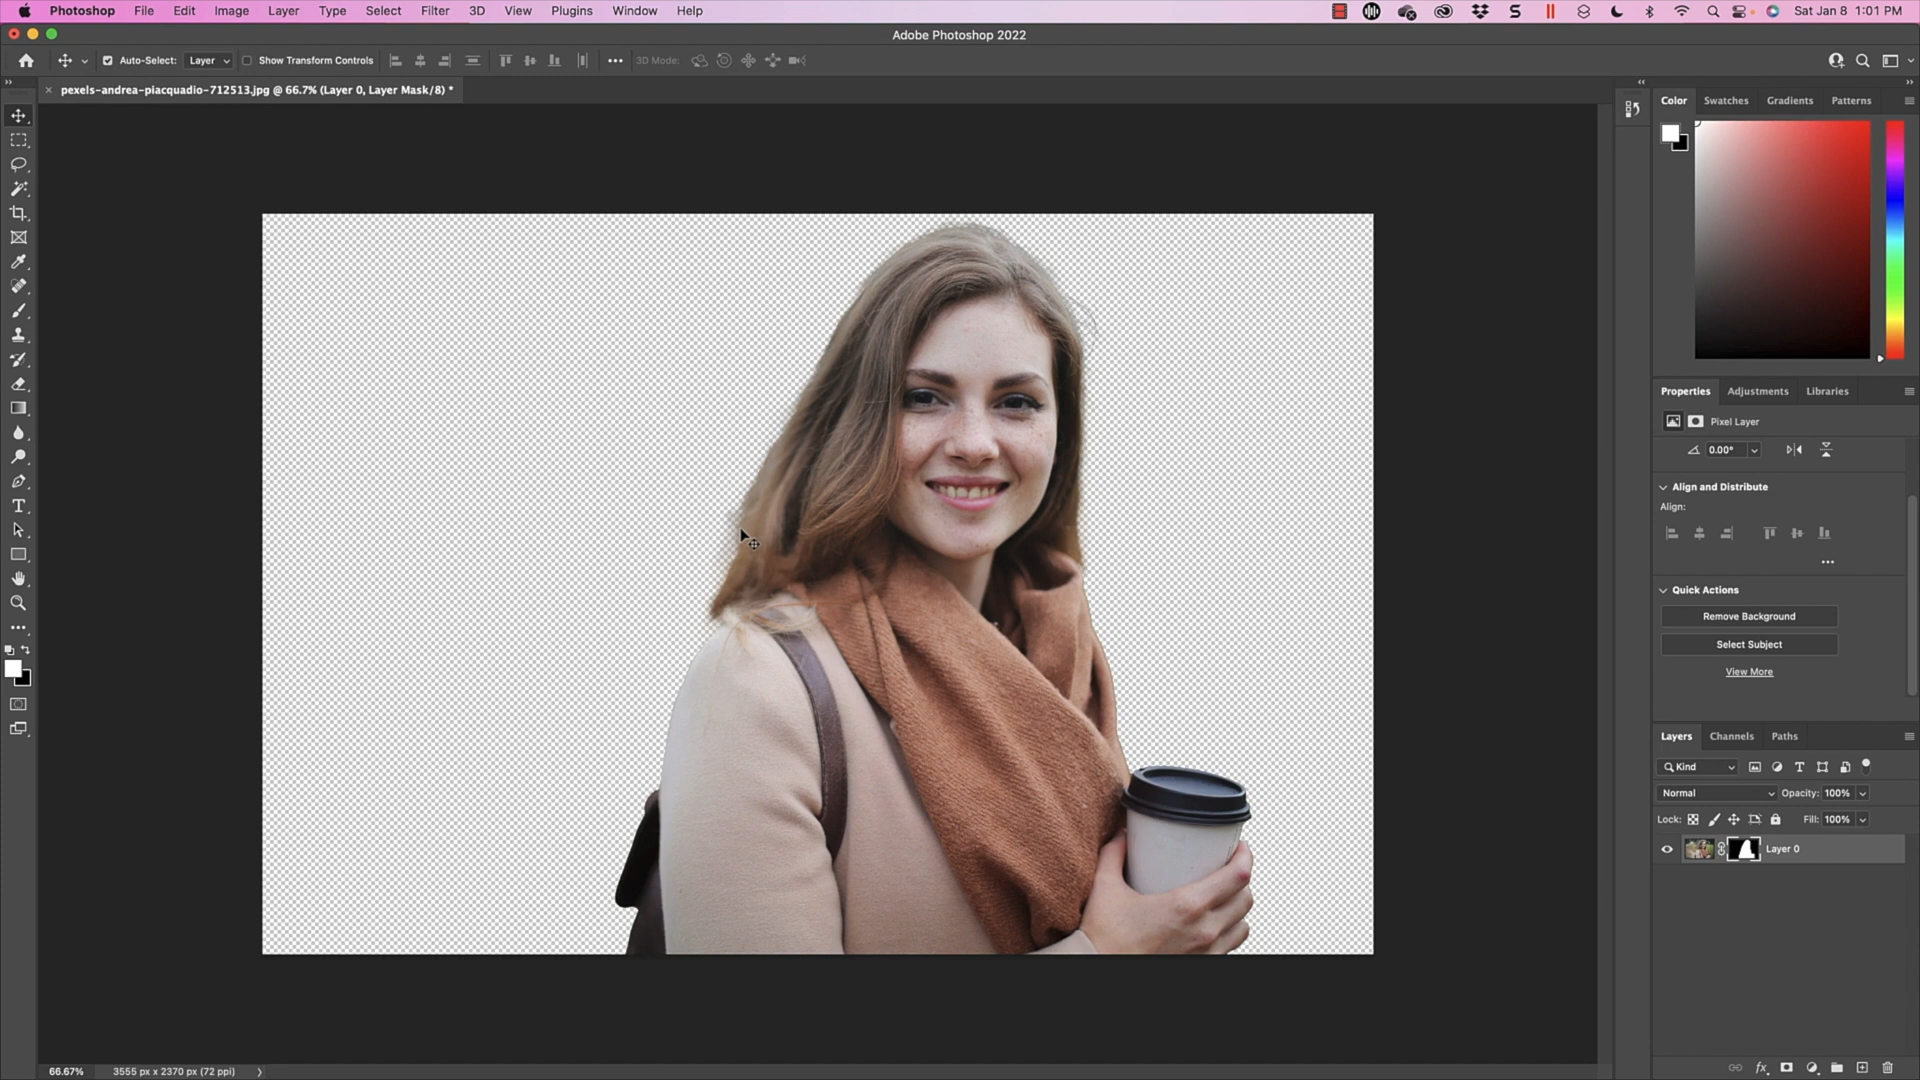 Photoshop File Edit Image Layer Type Select Filter 3D View Plugins Window Help Sat Jan 8 1:01 PM
Adobe Photoshop 2022
Auto-Select: Layer Show Transform Controls 3D Mode:
pexels-andrea-piacquadio-712513.jpg @ 66.7% (Layer 0, Layer Mask/8) *
Color Swatches Gradients Patterns
Properties Adjustments Libraries
Pixel Layer
0.00°
Align and Distribute
Align:
Quick Actions
Remove Background
Select Subject
View More
Layers Channels Paths
Kind
Normal Opacity: 100%
Lock: Fill: 100%
Layer 0
66.67% 3555 px x 2370 px (72 ppi)